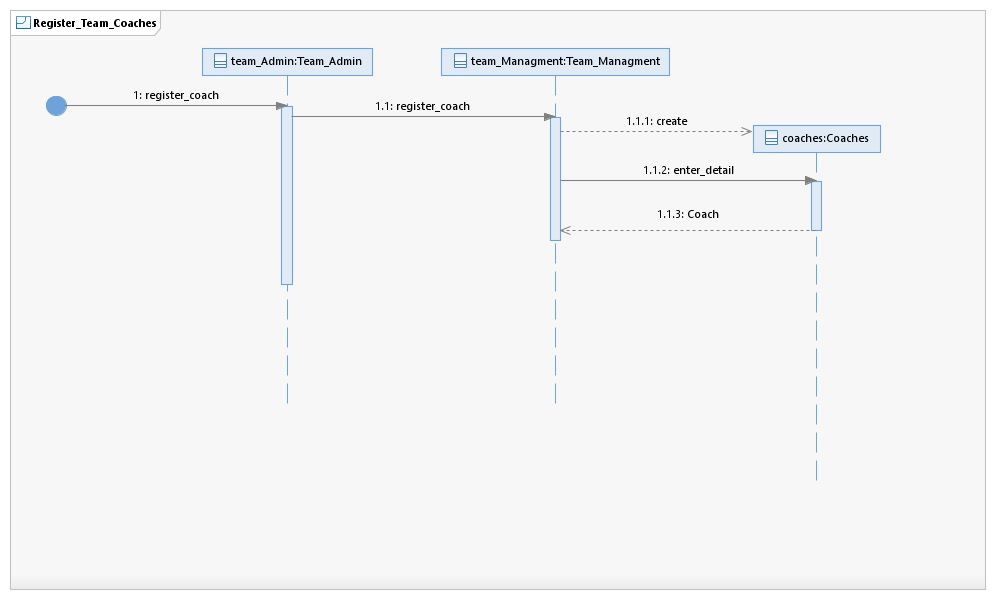 Register_Team_Coaches
team_Admin:Team_Admin
team_Managment:Team_Managment
1: register_coach
1.1: register_coach
1.1.1: create
coaches:Coaches
1.1.2: enter_detail
1.1.3: Coach